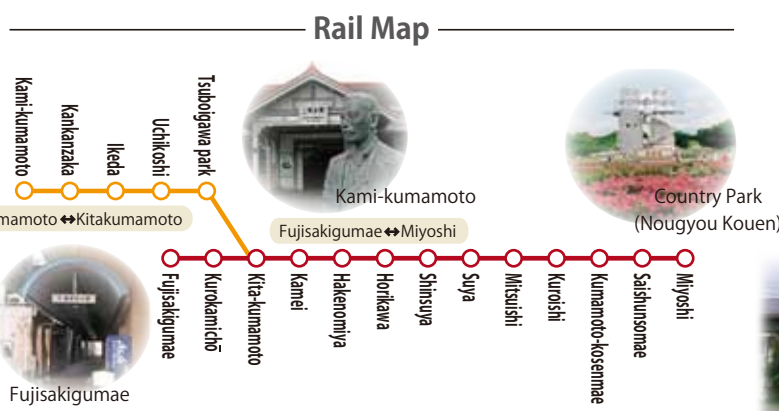 Rail Map
Kami-kumamoto
Kankanzaka
Ikeda
Uchikoshi
Tsuboigawa park
mamoto ↔Kitakumamoto
Kami-kumamoto
Country Park
(Nougyou Kouen)
Fujisakigumae↔Miyoshi
Fujisakigumae
Kurokamichō
Kita-kumamoto
Kamei
Hakenomiya
Horikawa
Shinsuya
Suya
Mitsuishi
Kuroishi
Kumamoto-kosenmae
Saishunsomae
Miyoshi
Fujisakigumae